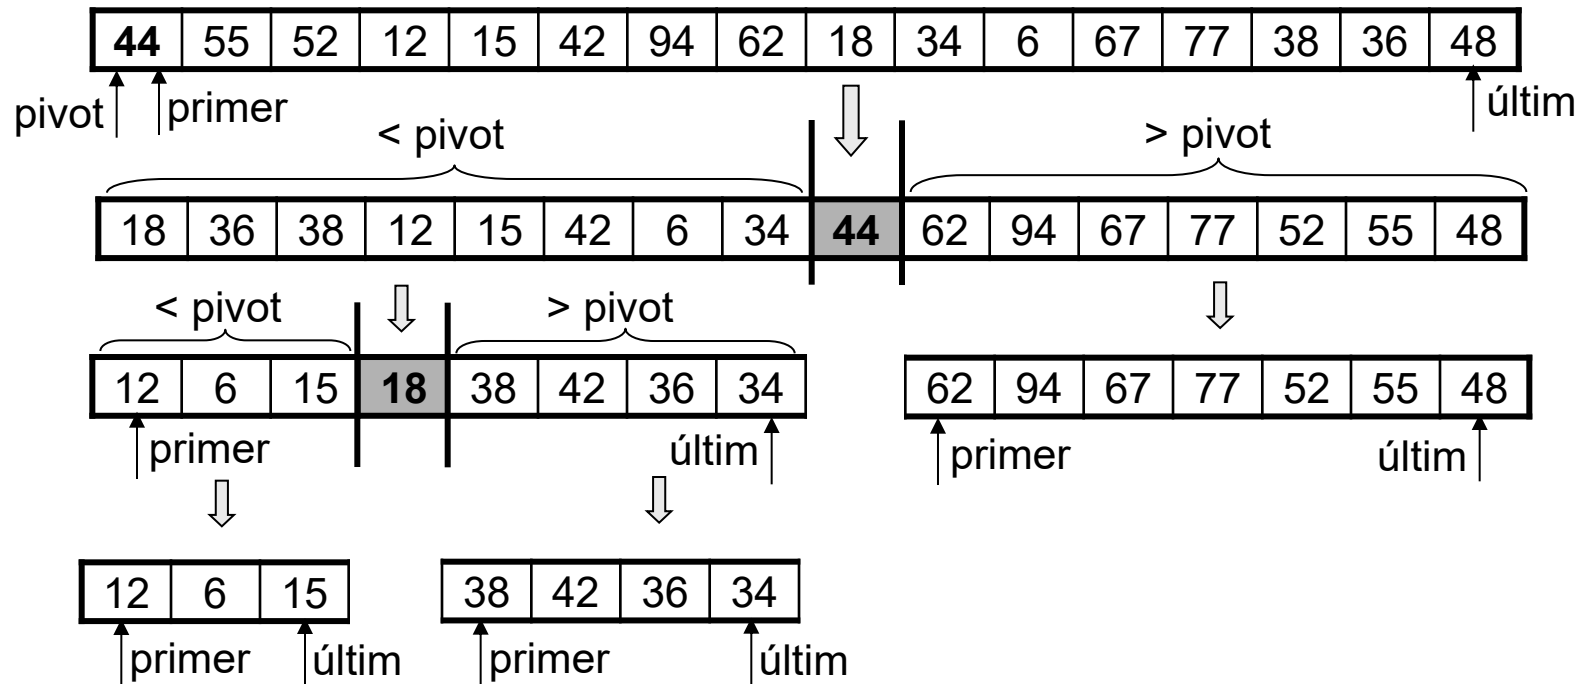 44 55 52 12 15 42 94 62 18 34 6 67 77 38 36 48
pivot primer últim
< pivot > pivot
18 36 38 12 15 42 6 34 44 62 94 67 77 52 55 48
< pivot > pivot
12 6 15 18 38 42 36 34 62 94 67 77 52 55 48
primer últim primer últim
12 6 15 38 42 36 34
primer últim primer últim